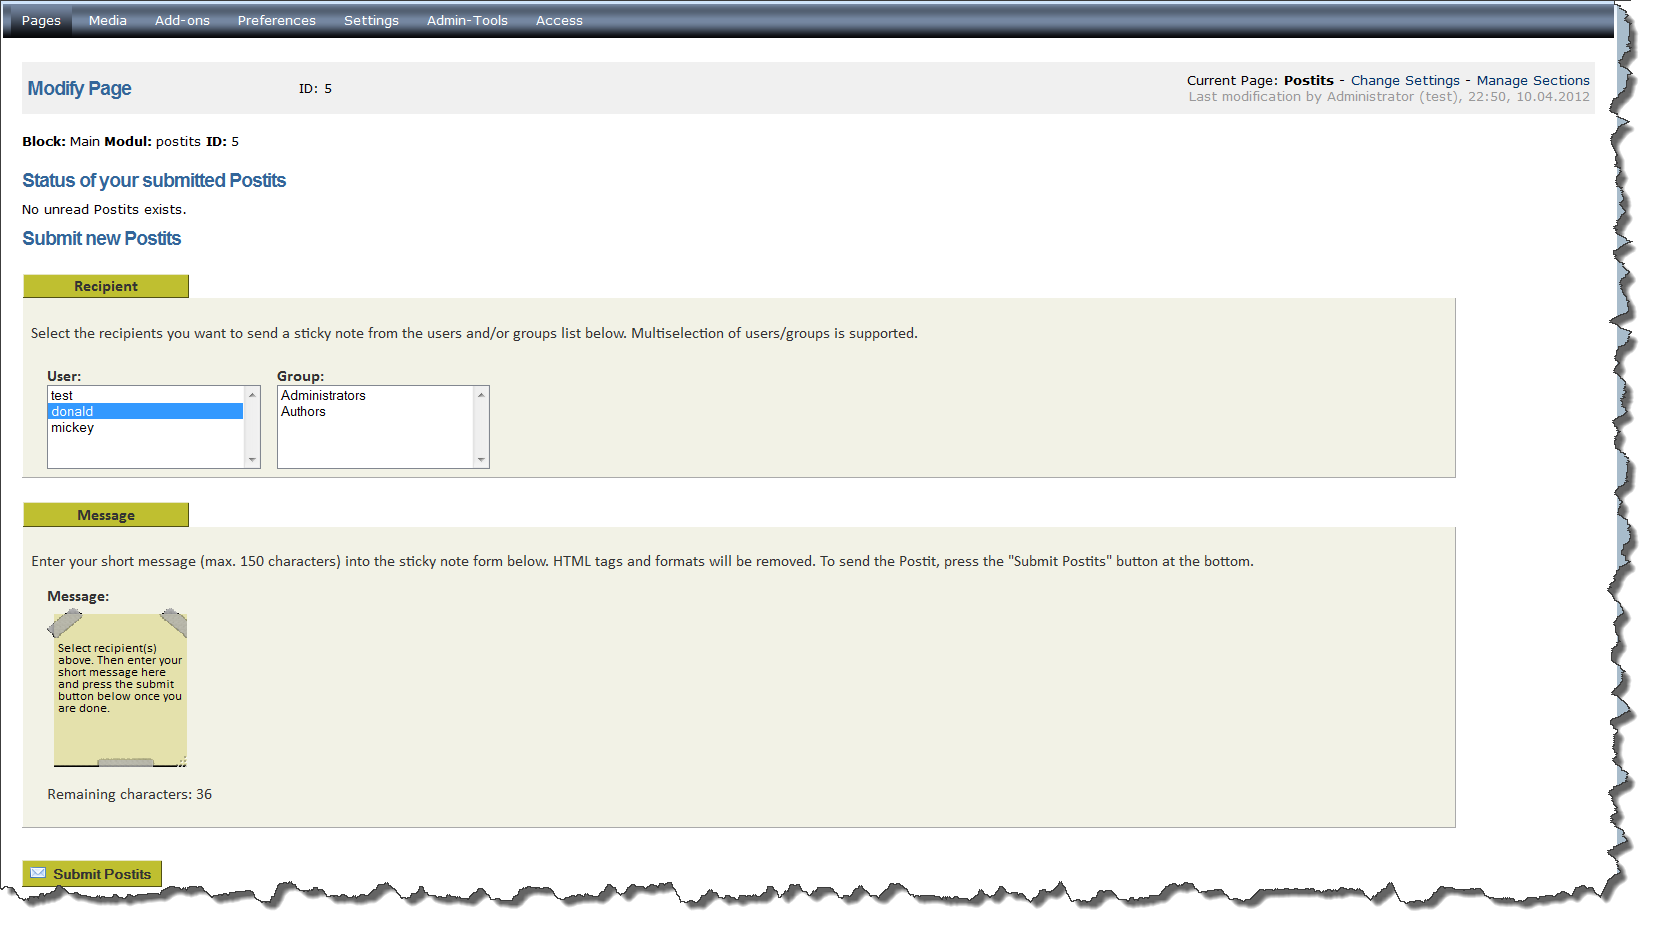 Pages Media Add-ons Preferences Settings Admin-Tools Access
Modify Page ID: 5 Current Page: Postits - Change Settings - Manage Sections
Last modification by Administrator (test), 22:50, 10.04.2012
Block: Main Modul: postits ID: 5
Status of your submitted Postits
No unread Postits exists.
Submit new Postits
Recipient
Select the recipients you want to send a sticky note from the users and/or groups list below. Multiselection of users/groups is supported.
User: Group:
test Administrators
donald Authors
mickey
Message
Enter your short message (max. 150 characters) into the sticky note form below. HTML tags and formats will be removed. To send the Postit, press the "Submit Postits" button at the bottom.
Message:
Select recipient(s)
above. Then enter your
short message here
and press the submit
button below once you
are done.
Remaining characters: 36
Submit Postits